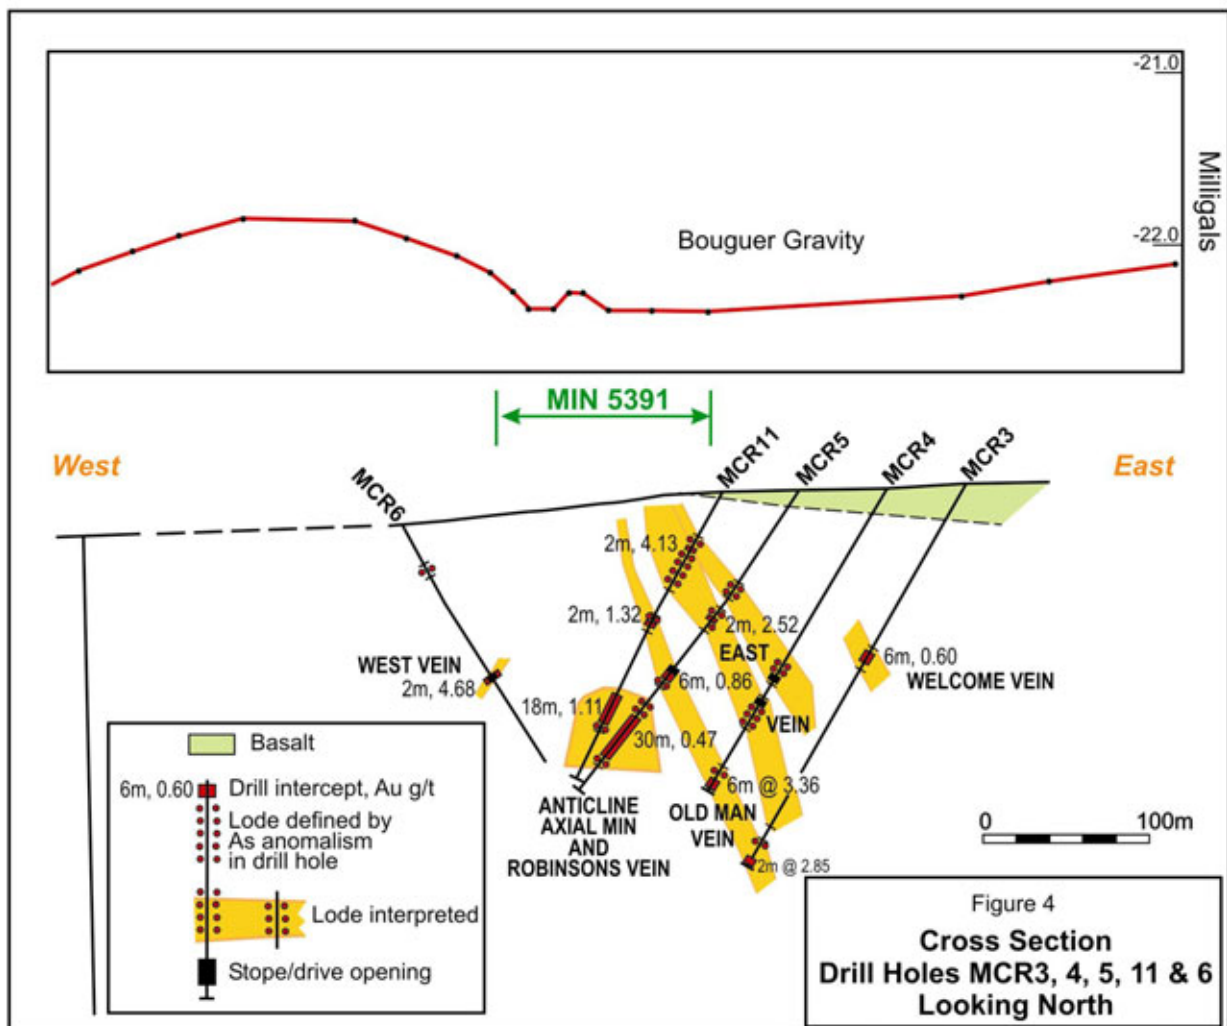 -21.0
Milligals
-22.0
Bouguer Gravity
MIN 5391
West
East
MCR6
MCR11
MCR5
MCR4
MCR3
2m, 4.13
2m, 1.32
2m, 2.52
EAST
VEIN
6m, 0.60
WELCOME VEIN
WEST VEIN
2m, 4.68
6m, 0.86
18m, 1.11
30m, 0.47
6m @ 3.36
OLD MAN
VEIN
2m @ 2.85
ANTICLINE
AXIAL MIN
AND
ROBINSONS VEIN
0 100m
Basalt
6m, 0.60 Drill intercept, Au g/t
Lode defined by
As anomalism
in drill hole
Lode interpreted
Stope/drive opening
Figure 4
Cross Section
Drill Holes MCR3, 4, 5, 11 & 6
Looking North